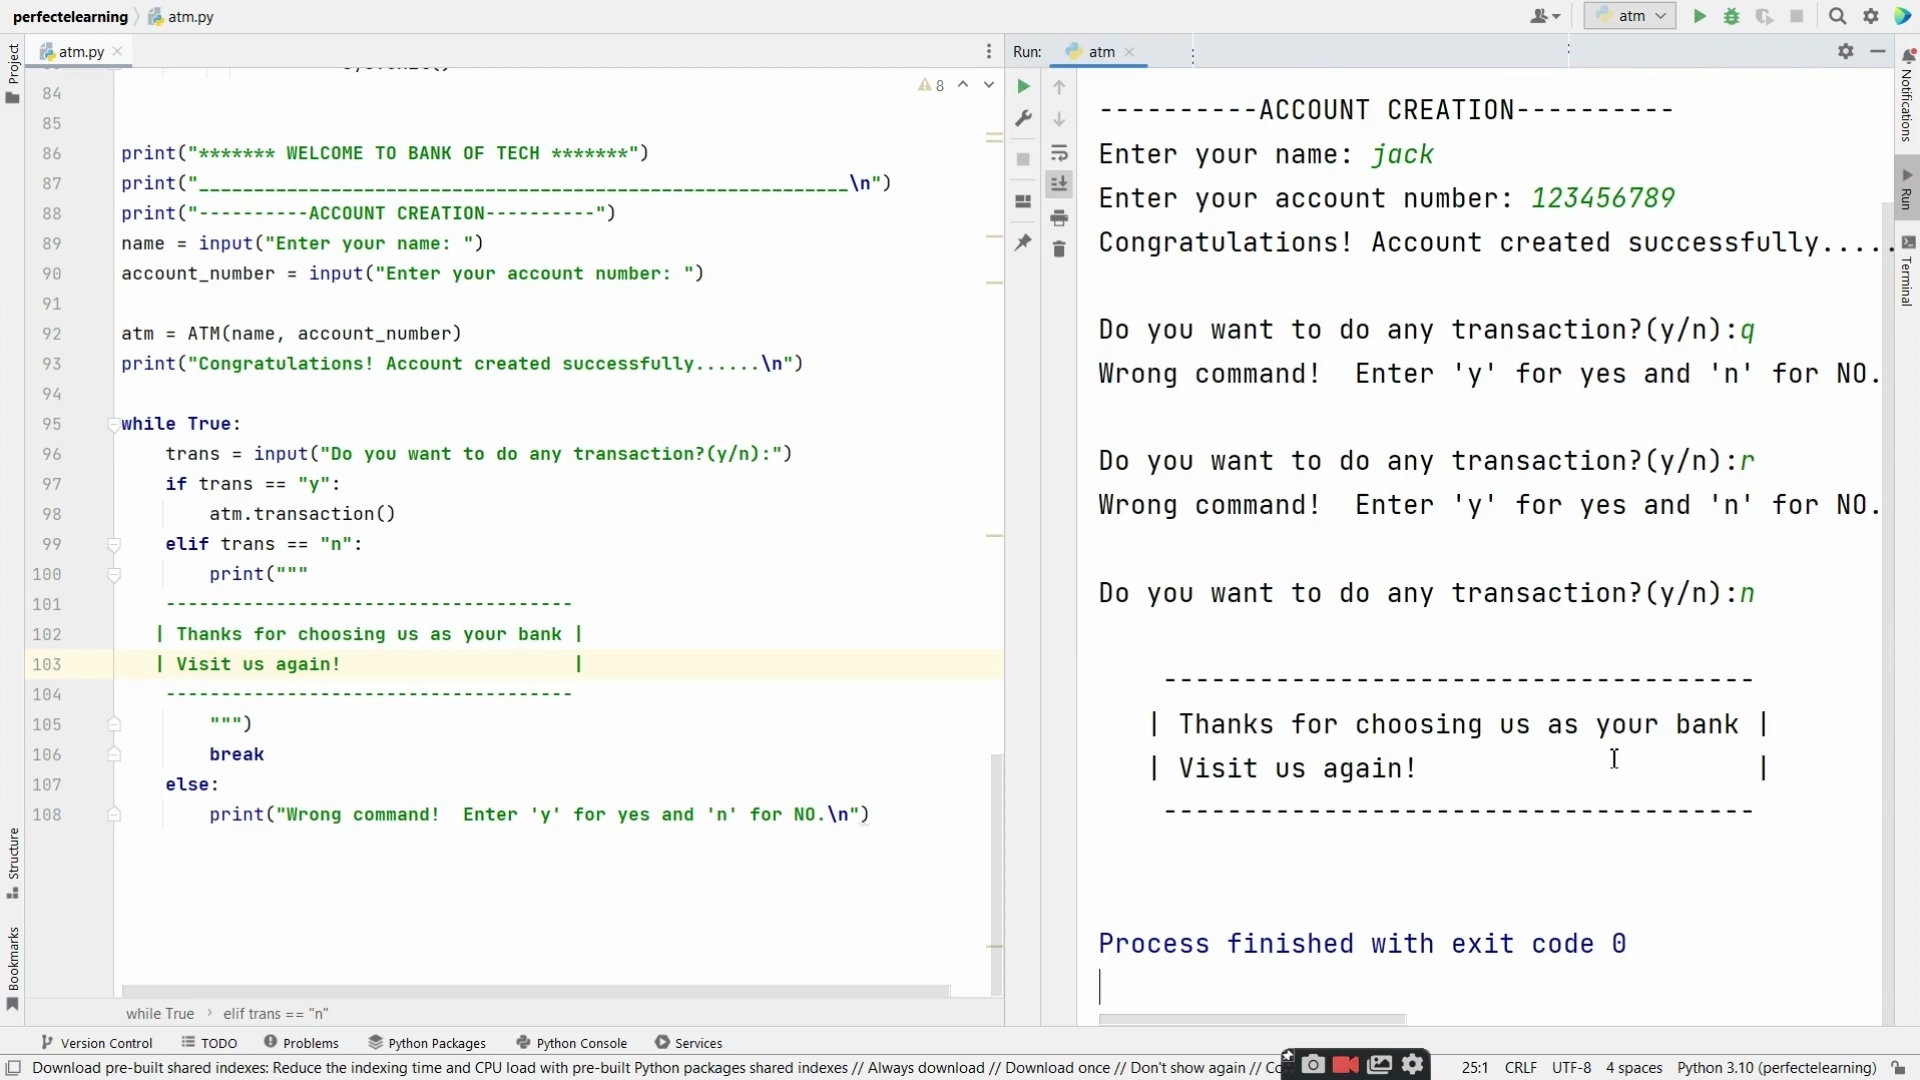 perfectelearning
atm.py
atm
Project
atm.py
Run:
atm
8
Notifications
Run
Terminal
84
85
86 print("******* WELCOME TO BANK OF TECH *******")
87 print("___________________________________________________________\n")
88 print("----------ACCOUNT CREATION----------")
89 name = input("Enter your name: ")
90 account_number = input("Enter your account number: ")
91
92 atm = ATM(name, account_number)
93 print("Congratulations! Account created successfully......\n")
94
95 while True:
96 trans = input("Do you want to do any transaction?(y/n):")
97 if trans == "y":
98 atm.transaction()
99 elif trans == "n":
100 print("""
101 -------------------------------------
102 | Thanks for choosing us as your bank |
103 | Visit us again! |
104 -------------------------------------
105 """)
106 break
107 else:
108 print("Wrong command!  Enter 'y' for yes and 'n' for NO.\n")
while True
elif trans == "n"
----------ACCOUNT CREATION----------
Enter your name: jack
Enter your account number: 123456789
Congratulations! Account created successfully.....
Do you want to do any transaction?(y/n):q
Wrong command!  Enter 'y' for yes and 'n' for NO.
Do you want to do any transaction?(y/n):r
Wrong command!  Enter 'y' for yes and 'n' for NO.
Do you want to do any transaction?(y/n):n
-------------------------------------
| Thanks for choosing us as your bank |
| Visit us again! |
-------------------------------------
Process finished with exit code 0
Structure
Bookmarks
Version Control
TODO
Problems
Python Packages
Python Console
Services
Download pre-built shared indexes: Reduce the indexing time and CPU load with pre-built Python packages shared indexes // Always download // Download once // Don't show again //
25:1
CRLF
UTF-8
4 spaces
Python 3.10 (perfectelearning)